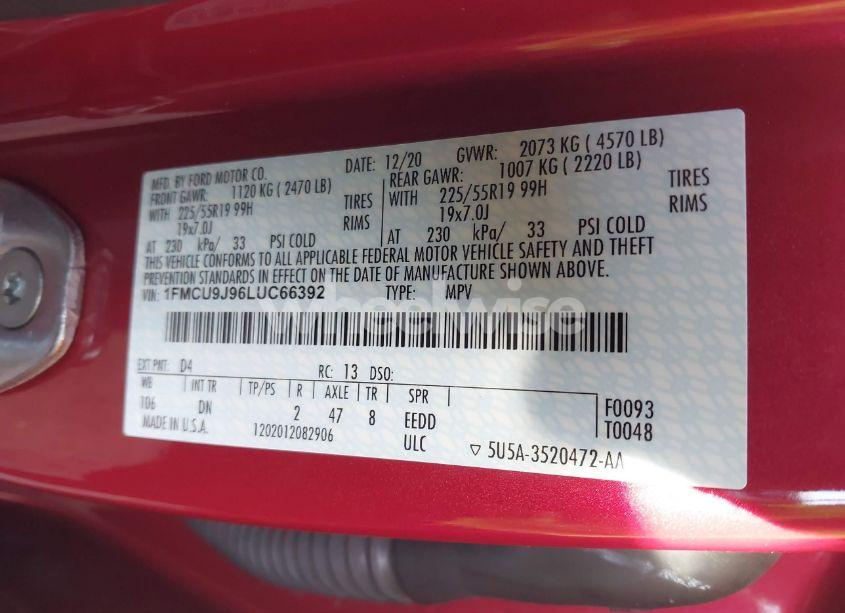 MFD. BY FORD MOTOR CO.
DATE: 12/20 GVWR: 2073 KG ( 4570 LB)
FRONT GAWR: 1120 KG ( 2470 LB)
WITH 225/55R19 99H TIRES
19x7.0J RIMS
AT 230 kPa/ 33 PSI COLD
REAR GAWR: 1007 KG ( 2220 LB)
WITH 225/55R19 99H TIRES
19x7.0J RIMS
AT 230 kPa/ 33 PSI COLD
THIS VEHICLE CONFORMS TO ALL APPLICABLE FEDERAL MOTOR VEHICLE SAFETY AND THEFT
PREVENTION STANDARDS IN EFFECT ON THE DATE OF MANUFACTURE SHOWN ABOVE.
VIN: 1FMCU9J96LUC66392 TYPE: MPV
Wheelwise
EXT PNT: D4 RC: 13 DSO:
WB INT TR TP/PS R AXLE TR SPR
106 DN 2 47 8 EEDD
F0093
T0048
MADE IN U.S.A. 1202012082906 ULC
5U5A-3520472-AA